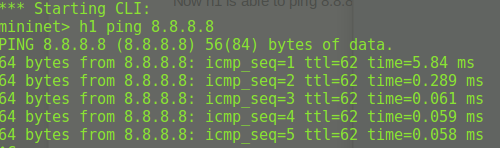 Now h1 is able to ping 8.8.8.8
*** Starting CLI:
mininet> h1 ping 8.8.8.8
PING 8.8.8.8 (8.8.8.8) 56(84) bytes of data.
64 bytes from 8.8.8.8: icmp_seq=1 ttl=62 time=5.84 ms
64 bytes from 8.8.8.8: icmp_seq=2 ttl=62 time=0.289 ms
64 bytes from 8.8.8.8: icmp_seq=3 ttl=62 time=0.061 ms
64 bytes from 8.8.8.8: icmp_seq=4 ttl=62 time=0.059 ms
64 bytes from 8.8.8.8: icmp_seq=5 ttl=62 time=0.058 ms